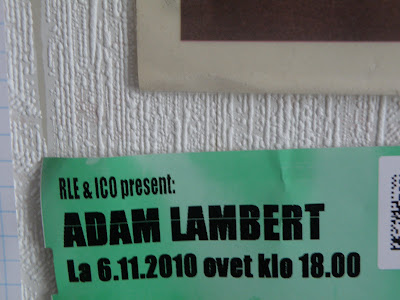 RLE & ICO present:
ADAM LAMBERT
La 6.11.2010 ovet klo 18.00